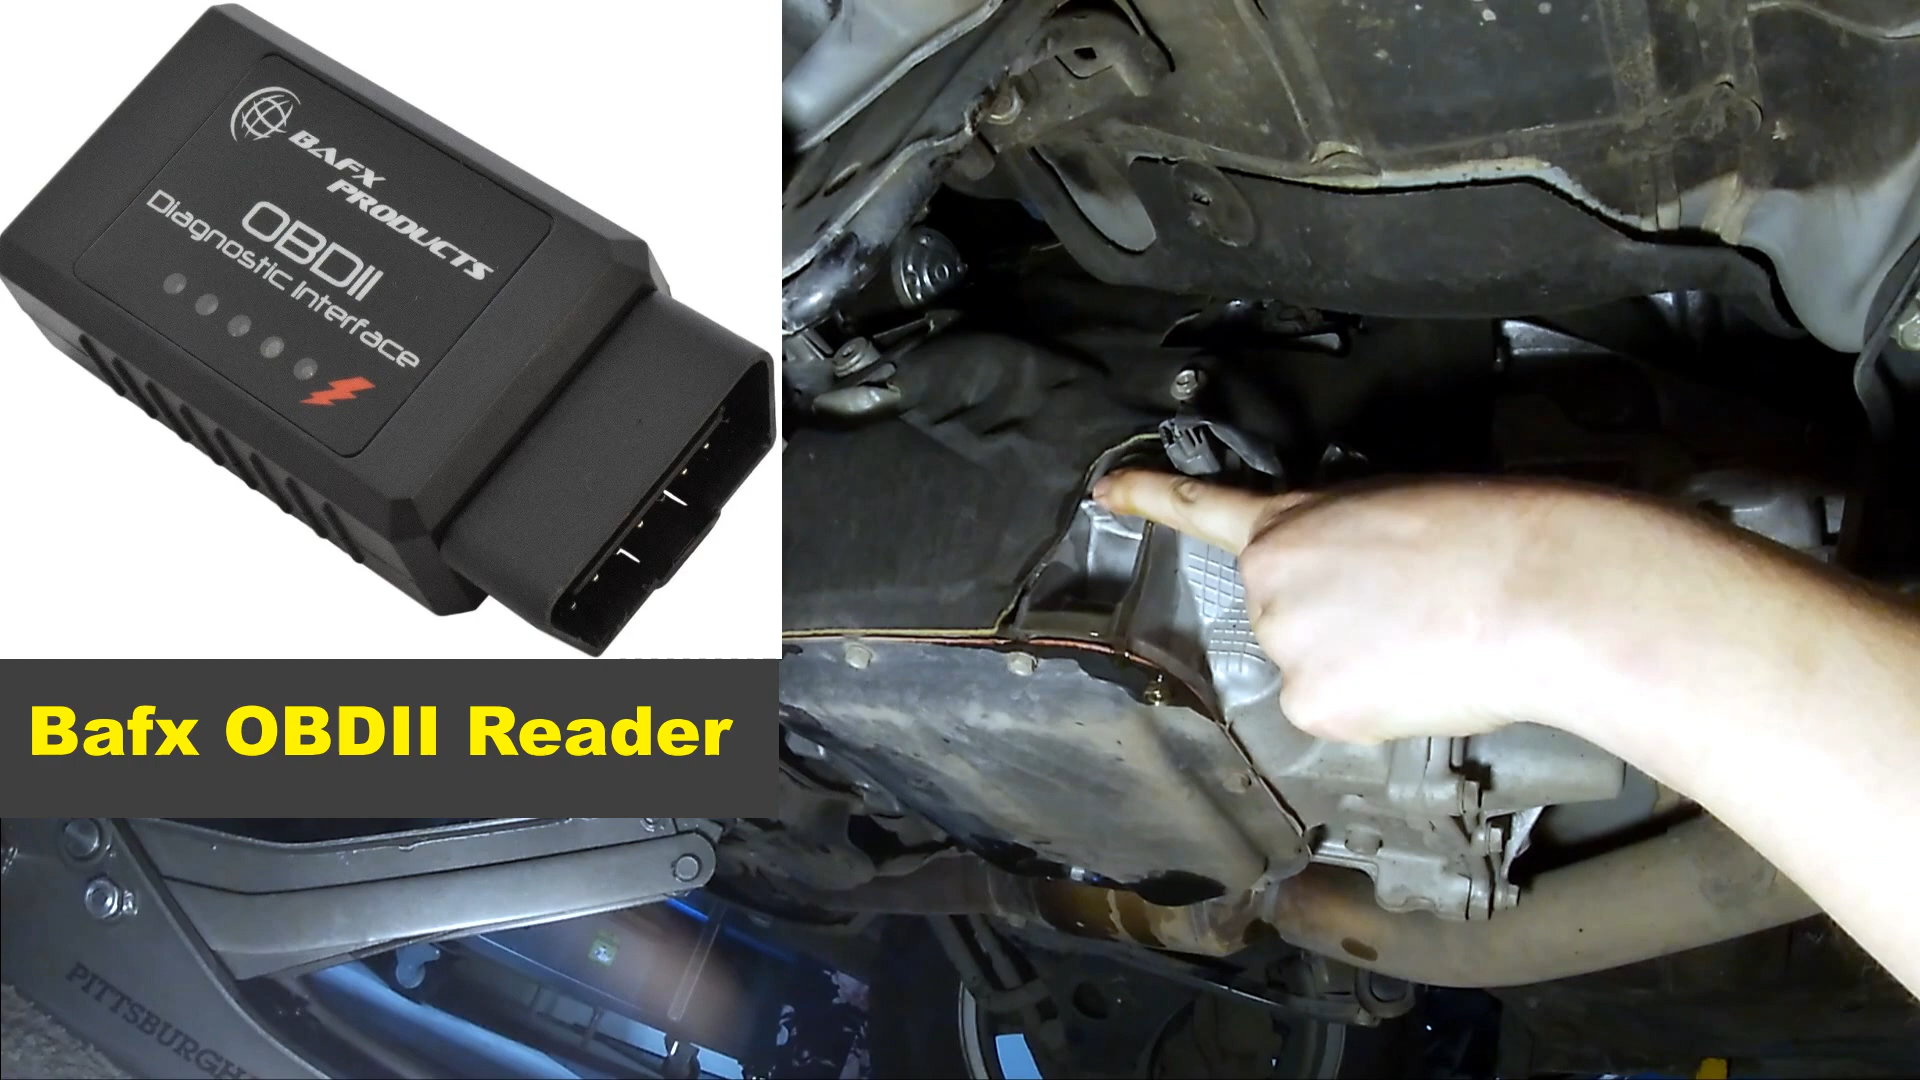 BAFX
PRODUCTS
OBDII
Diagnostic Interface
Bafx OBDII Reader
PITTSBURGH